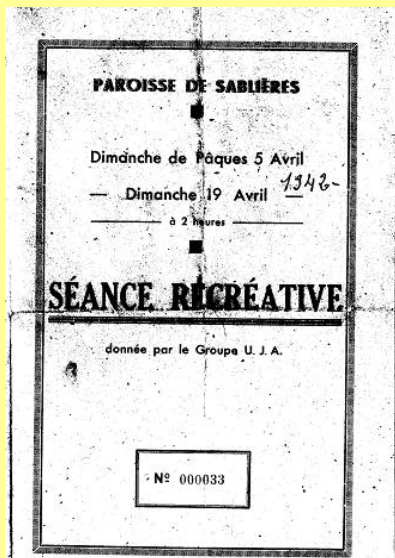 PAROISSE DE SABLIÈRES
Dimanche de Pâques 5 Avril
— Dimanche 19 Avril — 1942-
à 2 heures
SÉANCE RÉCRÉATIVE
donnée par le Groupe U. J. A.
Nº 000033